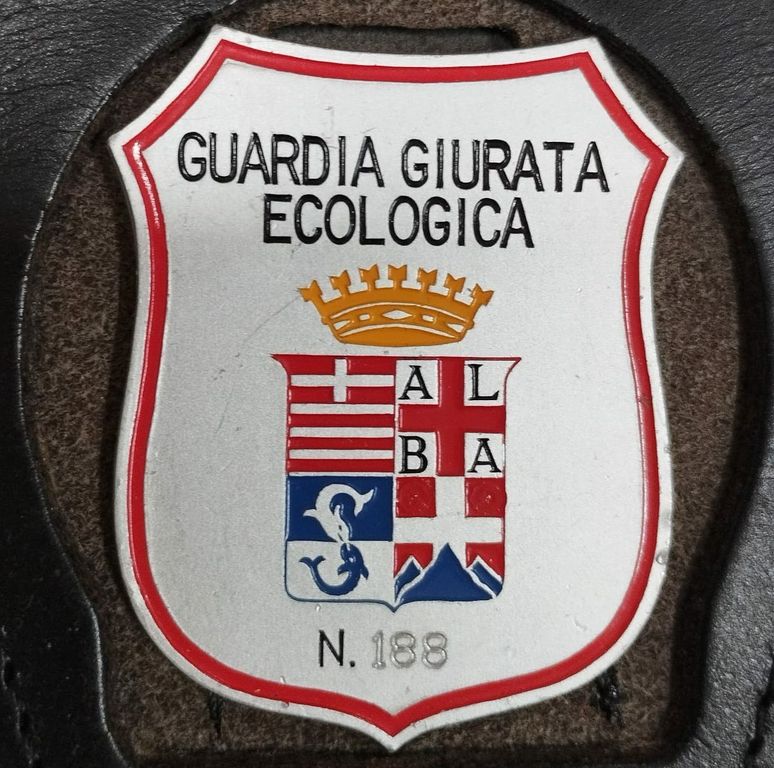 GUARDIA GIURATA
ECOLOGICA
A L
B A
N. 188